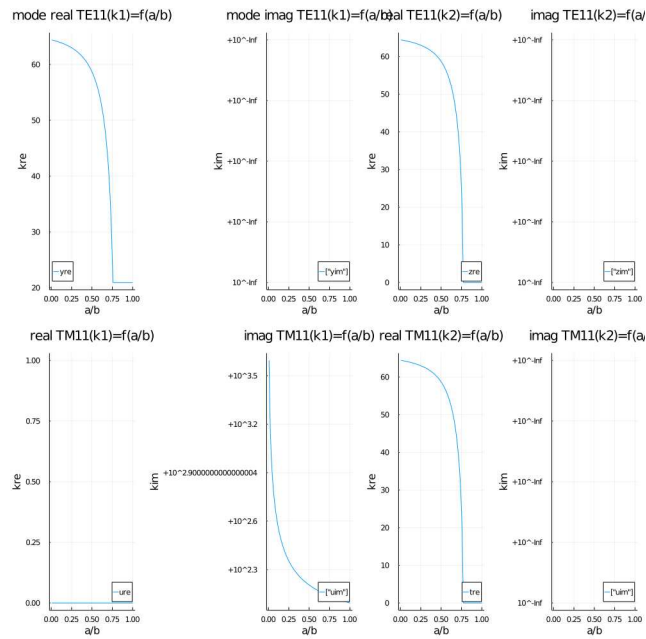 mode real TE11(k1)=f(a/b)
mode imag TE11(k1)=f(a/b)
real TE11(k2)=f(a/b)
imag TE11(k2)=f(a/
kre
60
50
40
30
20
yre
0.00 0.25 0.50 0.75 1.00
a/b
kim
+10^-Inf
+10^-Inf
+10^-Inf
+10^-Inf
10^-Inf
["yim"]
0.00 0.25 0.50 0.75 1.00
a/b
kre
60
50
40
30
20
10
0
zre
0.00 0.25 0.50 0.75 1.00
a/b
kim
+10^-Inf
+10^-Inf
+10^-Inf
+10^-Inf
10^-Inf
["zim"]
0.00 0.25 0.50 0.75 1.00
a/b
real TM11(k1)=f(a/b)
imag TM11(k1)=f(a/b)
real TM11(k2)=f(a/b)
imag TM11(k2)=f(a/
kre
1.00
0.75
0.50
0.25
0.00
ure
0.00 0.25 0.50 0.75 1.00
a/b
kim
+10^3.5
+10^3.2
+10^2.9000000000000004
+10^2.6
+10^2.3
["uim"]
0.00 0.25 0.50 0.75 1.00
a/b
kre
60
50
40
30
20
10
0
tre
0.00 0.25 0.50 0.75 1.00
a/b
kim
+10^-Inf
+10^-Inf
+10^-Inf
+10^-Inf
10^-Inf
["uim"]
0.00 0.25 0.50 0.75 1.00
a/b